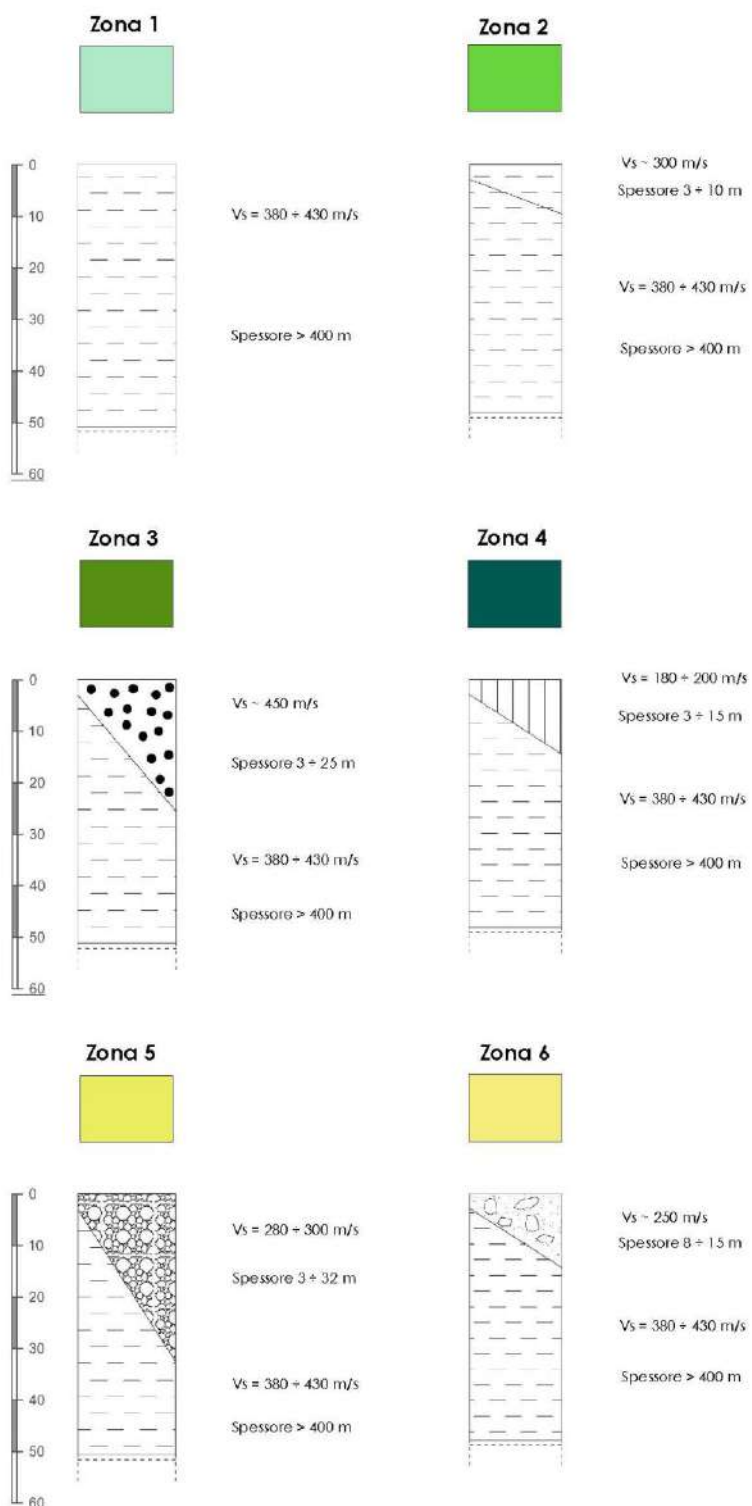 Zona 1
Zona 2
0
10
20
30
40
50
60
Vs = 380 ÷ 430 m/s
Spessore > 400 m
Vs ~ 300 m/s
Spessore 3 ÷ 10 m
Vs = 380 ÷ 430 m/s
Spessore > 400 m
Zona 3
Zona 4
0
10
20
30
40
50
60
Vs ~ 450 m/s
Spessore 3 ÷ 25 m
Vs = 380 ÷ 430 m/s
Spessore > 400 m
Vs = 180 ÷ 200 m/s
Spessore 3 ÷ 15 m
Vs = 380 ÷ 430 m/s
Spessore > 400 m
Zona 5
Zona 6
0
10
20
30
40
50
60
Vs = 280 ÷ 300 m/s
Spessore 3 ÷ 32 m
Vs = 380 ÷ 430 m/s
Spessore > 400 m
Vs ~ 250 m/s
Spessore 8 ÷ 15 m
Vs = 380 ÷ 430 m/s
Spessore > 400 m